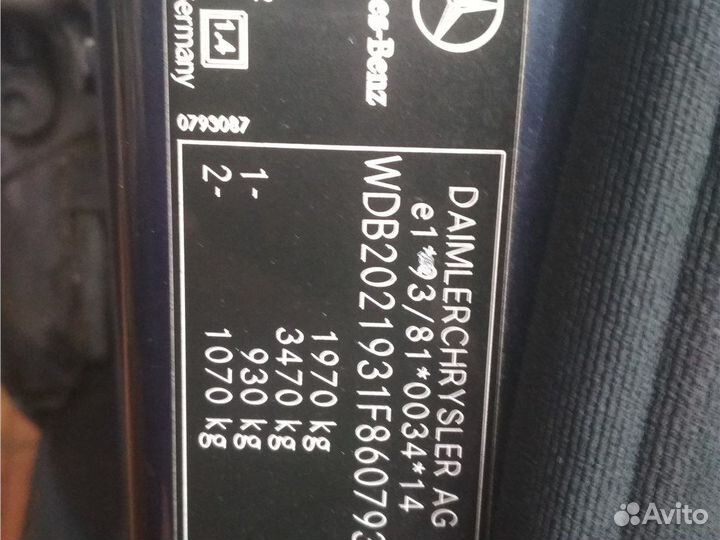 es-Benz
1.4
Germany
0793087
DAIMLERCHRYSLER AG
e1*93/81*0034*14
WDB2021931F860793
1970 kg
3470 kg
1- 930 kg
2- 1070 kg
Avito